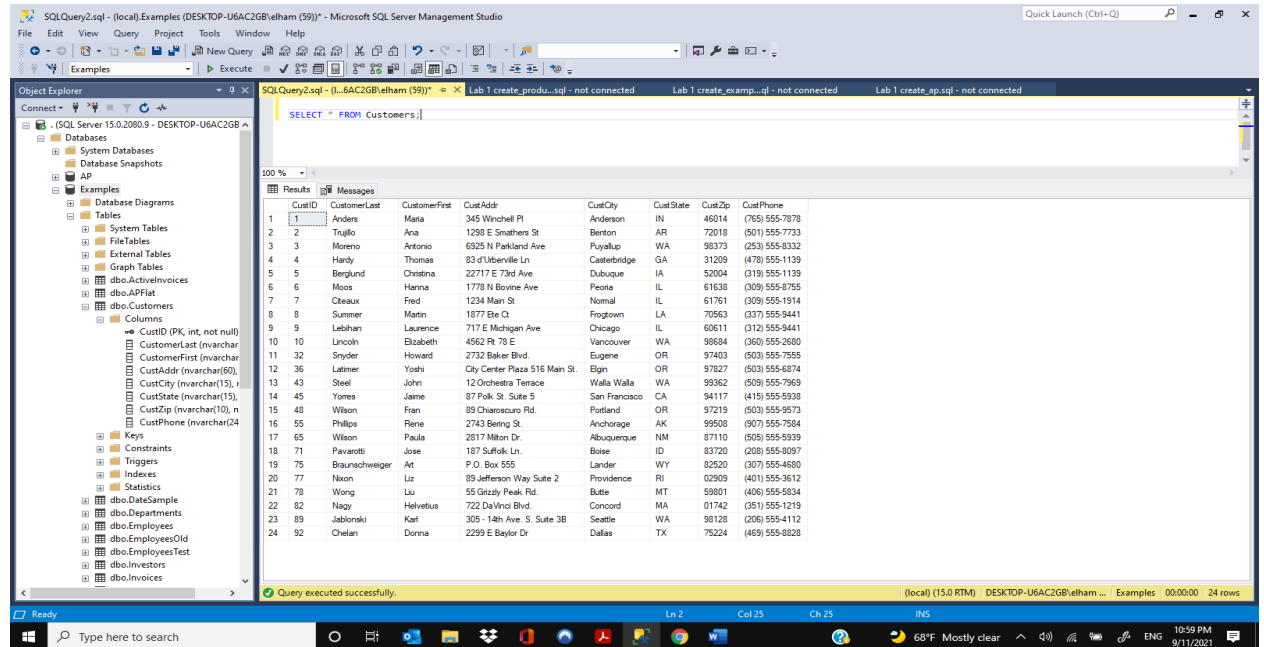 SQLQuery2.sql - (local).Examples (DESKTOP-U6AC2GB\elham (59))* - Microsoft SQL Server Management Studio
Quick Launch (Ctrl+Q)
File Edit View Query Project Tools Window Help
New Query
Examples
Execute
Object Explorer
SQLQuery2.sql - (l...6AC2GB\elham (59))*
Lab 1 create_produ...sql - not connected
Lab 1 create_examp...ql - not connected
Lab 1 create_ap.sql - not connected
Connect
. (SQL Server 15.0.2080.9 - DESKTOP-U6AC2GB
Databases
System Databases
Database Snapshots
AP
Examples
Database Diagrams
Tables
System Tables
FileTables
External Tables
Graph Tables
dbo.ActiveInvoices
dbo.APFlat
dbo.Customers
Columns
CustID (PK, int, not null)
CustomerLast (nvarchar
CustomerFirst (nvarchar
CustAddr (nvarchar(60),
CustCity (nvarchar(15), r
CustState (nvarchar(15),
CustZip (nvarchar(10), n
CustPhone (nvarchar(24
Keys
Constraints
Triggers
Indexes
Statistics
dbo.DateSample
dbo.Departments
dbo.Employees
dbo.EmployeesOld
dbo.EmployeesTest
dbo.Investors
dbo.Invoices
SELECT * FROM Customers;
100 %
Results Messages
CustID CustomerLast CustomerFirst CustAddr CustCity CustState CustZip CustPhone
1 1 Anders Maria 345 Winchell Pl Anderson IN 46014 (765) 555-7878
2 2 Trujillo Ana 1298 E Smathers St Benton AR 72018 (501) 555-7733
3 3 Moreno Antonio 6925 N Parkland Ave Puyallup WA 98373 (253) 555-8332
4 4 Hardy Thomas 83 d'Urberville Ln Casterbridge GA 31209 (478) 555-1139
5 5 Berglund Christina 22717 E 73rd Ave Dubuque IA 52004 (319) 555-1139
6 6 Moos Hanna 1778 N Bovine Ave Peoria IL 61638 (309) 555-8755
7 7 Citeaux Fred 1234 Main St Normal IL 61761 (309) 555-1914
8 8 Summer Martin 1877 Ete Ct Frogtown LA 70563 (337) 555-9441
9 9 Lebihan Laurence 717 E Michigan Ave Chicago IL 60611 (312) 555-9441
10 10 Lincoln Elizabeth 4562 Rt 78 E Vancouver WA 98684 (360) 555-2680
11 32 Snyder Howard 2732 Baker Blvd. Eugene OR 97403 (503) 555-7555
12 36 Latimer Yoshi City Center Plaza 516 Main St. Elgin OR 97827 (503) 555-6874
13 43 Steel John 12 Orchestra Terrace Walla Walla WA 99362 (509) 555-7969
14 45 Yorres Jaime 87 Polk St. Suite 5 San Francisco CA 94117 (415) 555-5938
15 48 Wilson Fran 89 Chiaroscuro Rd. Portland OR 97219 (503) 555-9573
16 55 Phillips Rene 2743 Bering St. Anchorage AK 99508 (907) 555-7584
17 65 Wilson Paula 2817 Milton Dr. Albuquerque NM 87110 (505) 555-5939
18 71 Pavarotti Jose 187 Suffolk Ln. Boise ID 83720 (208) 555-8097
19 75 Braunschweiger Art P.O. Box 555 Lander WY 82520 (307) 555-4680
20 77 Nixon Liz 89 Jefferson Way Suite 2 Providence RI 02909 (401) 555-3612
21 78 Wong Liu 55 Grizzly Peak Rd. Butte MT 59801 (406) 555-5834
22 82 Nagy Helvetius 722 DaVinci Blvd. Concord MA 01742 (351) 555-1219
23 89 Jablonski Karl 305 - 14th Ave. S. Suite 3B Seattle WA 98128 (206) 555-4112
24 92 Chelan Donna 2299 E Baylor Dr Dallas TX 75224 (469) 555-8828
Query executed successfully.
(local) (15.0 RTM) DESKTOP-U6AC2GB\elham ... Examples 00:00:00 24 rows
Ready Ln 2 Col 25 Ch 25 INS
Type here to search
68°F Mostly clear
ENG
10:59 PM
9/11/2021